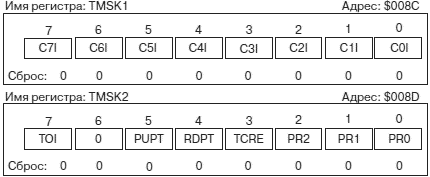 Имя регистра: TMSK1 Адрес: $008C
7 6 5 4 3 2 1 0
C7I C6I C5I C4I C3I C2I C1I C0I
Сброс: 0 0 0 0 0 0 0 0
Имя регистра: TMSK2 Адрес: $008D
7 6 5 4 3 2 1 0
TOI 0 PUPT RDPT TCRE PR2 PR1 PR0
Сброс: 0 0 0 0 0 0 0 0